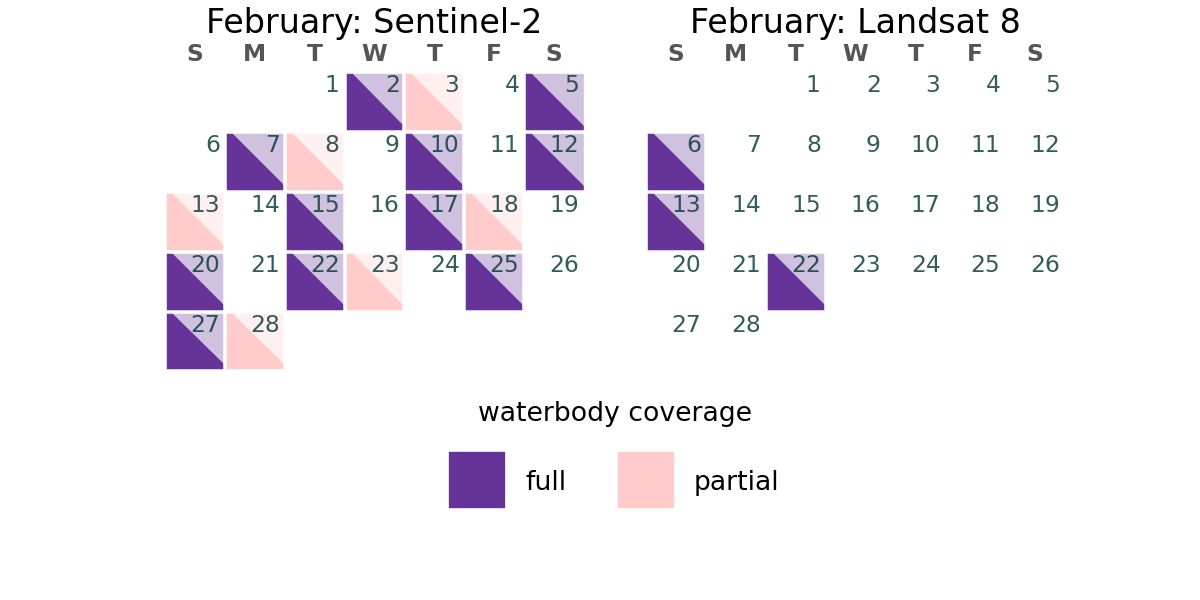 February: Sentinel-2
S M T W T F S
1 2 3 4 5
6 7 8 9 10 11 12
13 14 15 16 17 18 19
20 21 22 23 24 25 26
27 28
February: Landsat 8
S M T W T F S
1 2 3 4 5
6 7 8 9 10 11 12
13 14 15 16 17 18 19
20 21 22 23 24 25 26
27 28
waterbody coverage
full partial